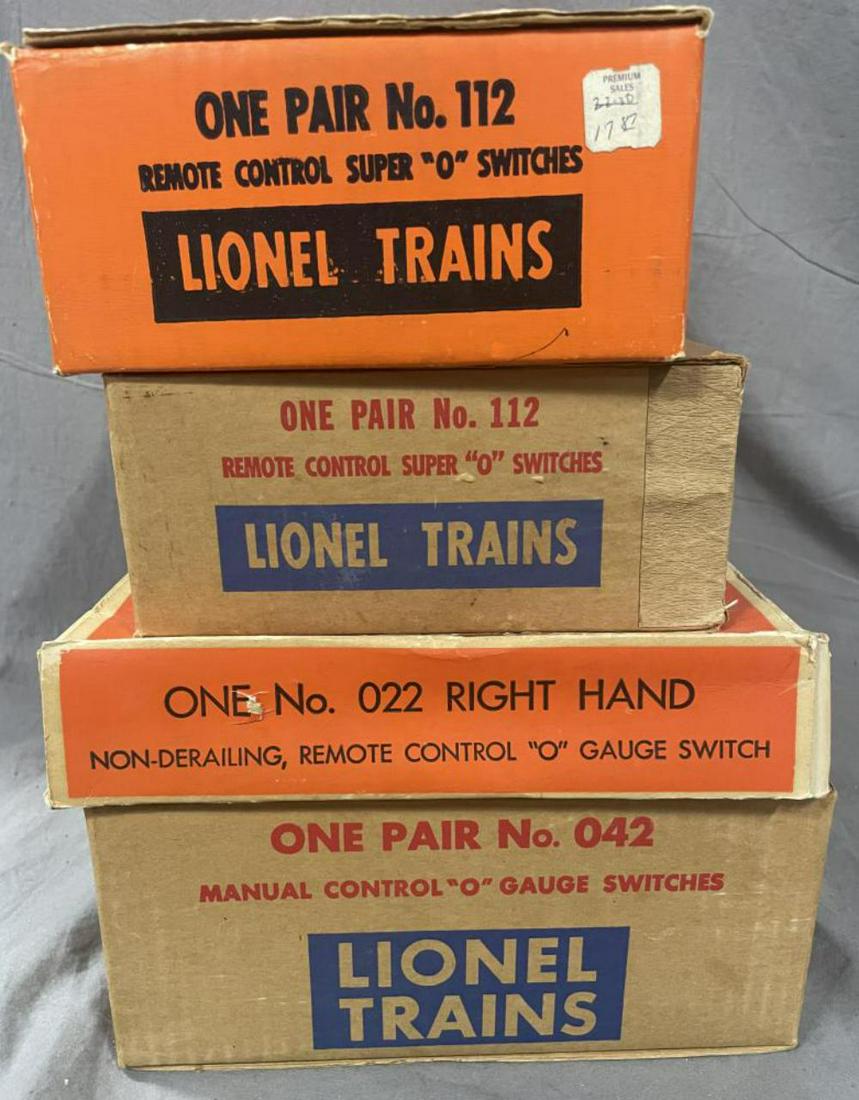 ONE PAIR No. 112
PREMIUM
SALES
REMOTE CONTROL SUPER "O" SWITCHES
LIONEL TRAINS
ONE PAIR No. 112
REMOTE CONTROL SUPER "O" SWITCHES
LIONEL TRAINS
ONE No. 022 RIGHT HAND
NON-DERAILING, REMOTE CONTROL "O" GAUGE SWITCH
ONE PAIR No. 042
MANUAL CONTROL "O" GAUGE SWITCHES
LIONEL
TRAINS